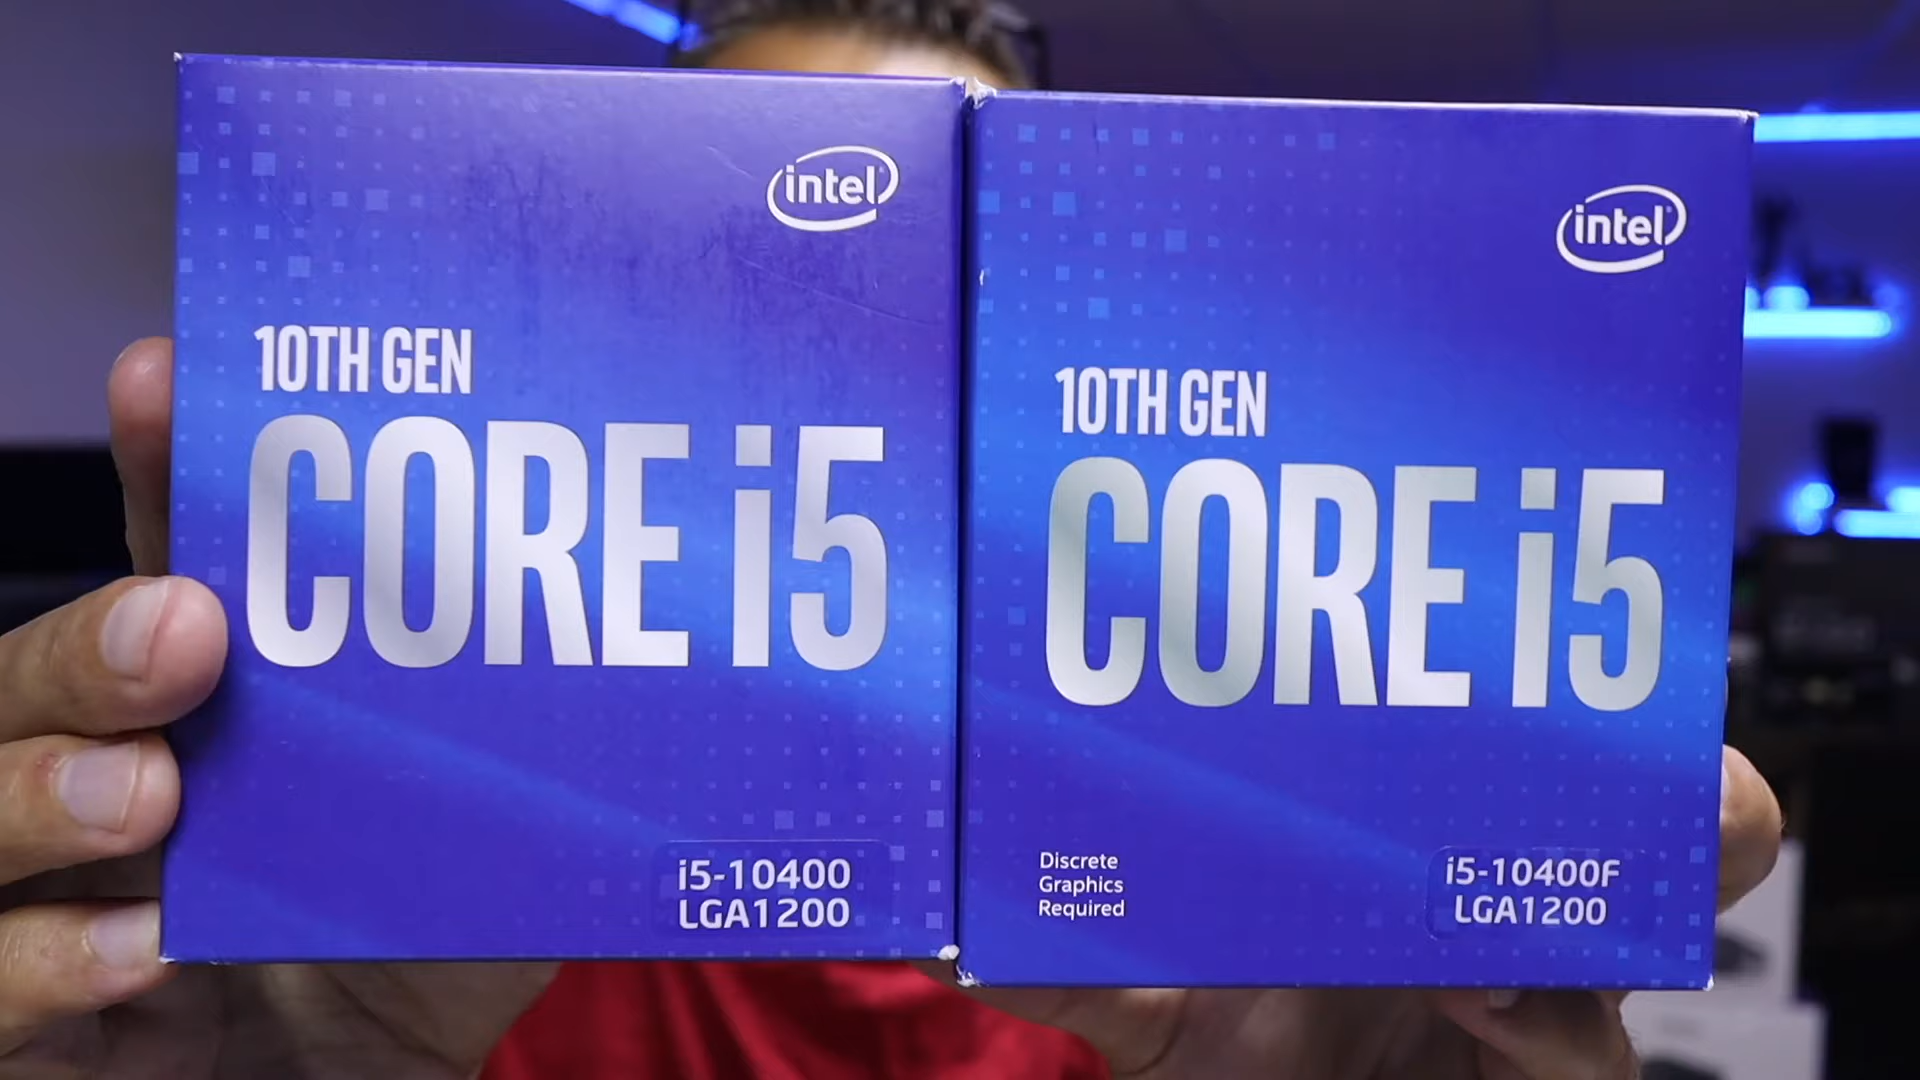 intel
10TH GEN
CORE i5
i5-10400
LGA1200
intel
10TH GEN
CORE i5
Discrete
Graphics
Required
i5-10400F
LGA1200